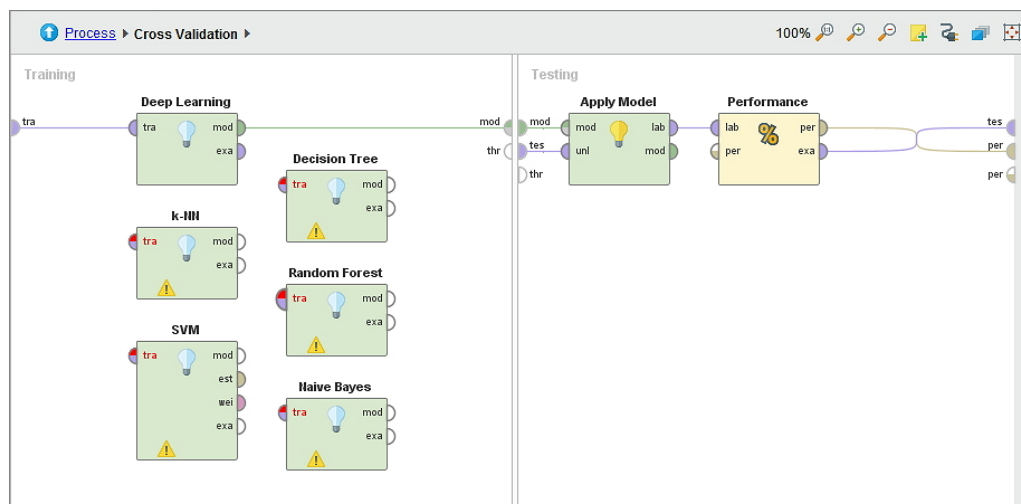 Process Cross Validation
100%
Training
Testing
Deep Learning
tra
tra
mod
exa
mod
thr
Decision Tree
tra
mod
exa
k-NN
tra
mod
exa
Random Forest
tra
mod
exa
SVM
tra
mod
est
wei
exa
Naive Bayes
tra
mod
exa
mod
tes
thr
Apply Model
mod
lab
unl
mod
Performance
%
lab
per
per
exa
tes
per
per